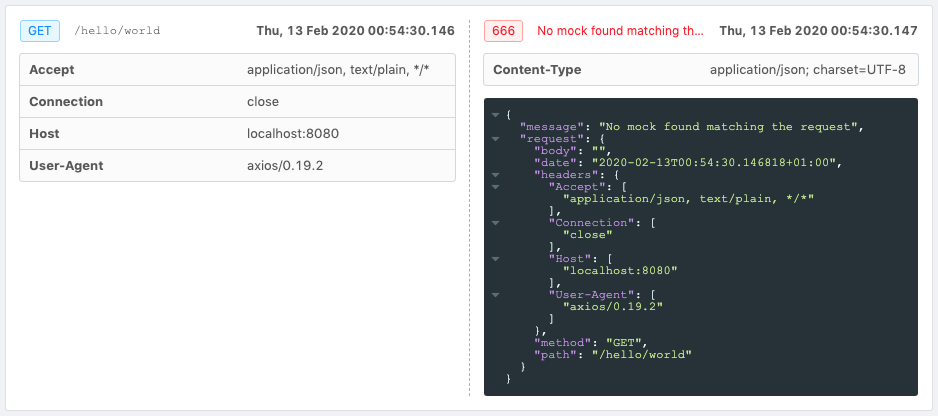 GET /hello/world Thu, 13 Feb 2020 00:54:30.146
Accept application/json, text/plain, */*
Connection close
Host localhost:8080
User-Agent axios/0.19.2
666 No mock found matching th... Thu, 13 Feb 2020 00:54:30.147
Content-Type application/json; charset=UTF-8
{
"message": "No mock found matching the request",
"request": {
"body": "",
"date": "2020-02-13T00:54:30.146818+01:00",
"headers": {
"Accept": [
"application/json, text/plain, */*"
],
"Connection": [
"close"
],
"Host": [
"localhost:8080"
],
"User-Agent": [
"axios/0.19.2"
]
},
"method": "GET",
"path": "/hello/world"
}
}